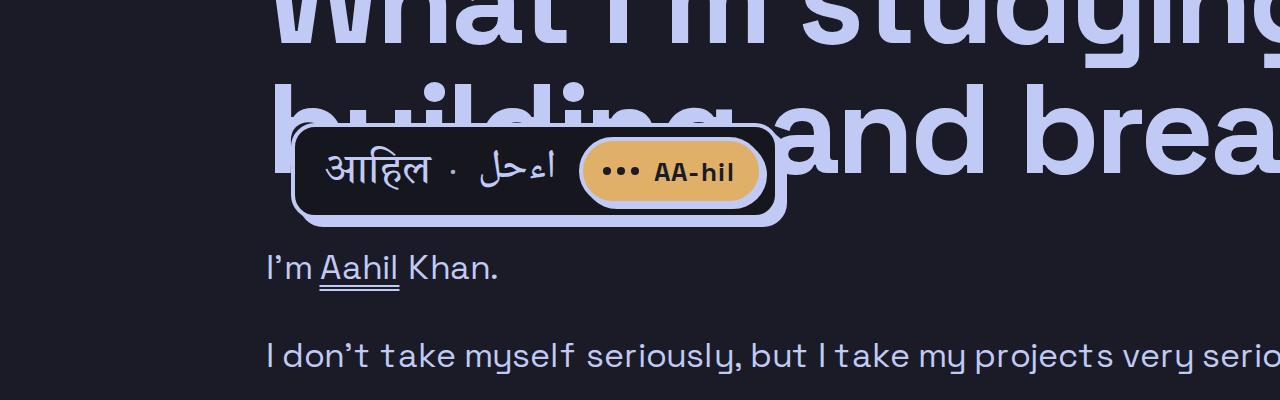 What I’m studying
building and brea
आहिल · اءحل ••• AA-hil
I’m Aahil Khan.
I don’t take myself seriously, but I take my projects very serio